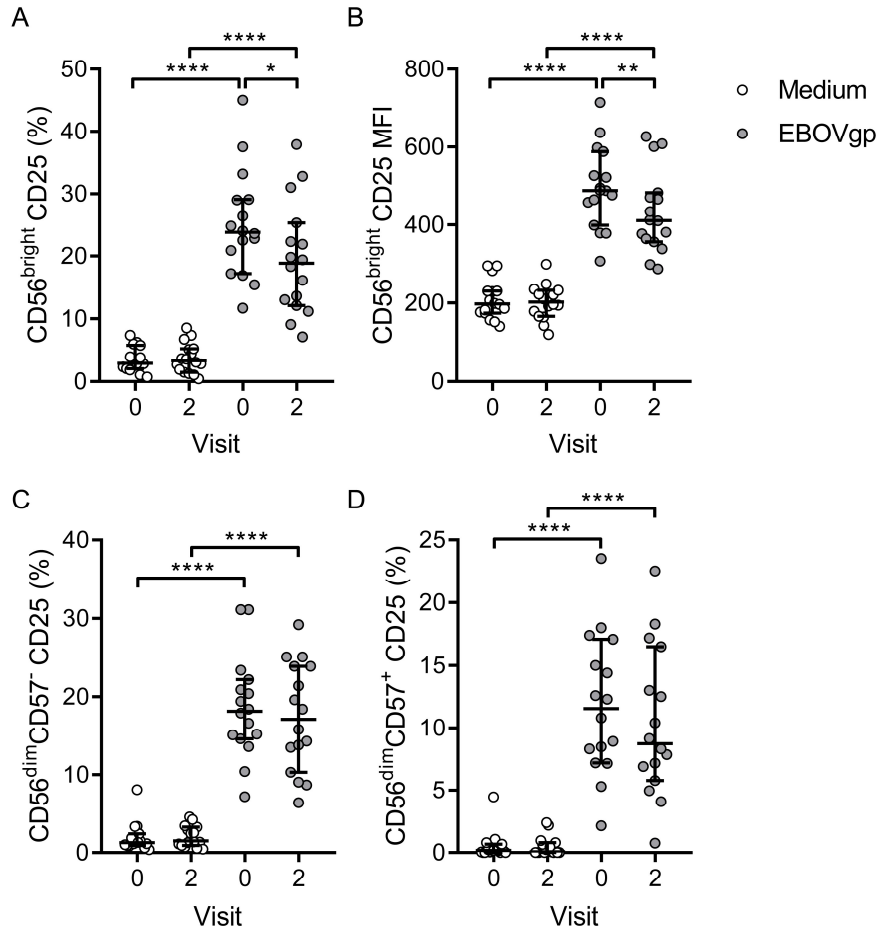 A
****
**** *
50
40
30
20
10
0
CD56bright CD25 (%)
0 2 0 2
Visit
B
****
**** **
800
600
400
200
0
CD56bright CD25 MFI
0 2 0 2
Visit
Medium
EBOVgp
C
****
****
40
30
20
10
0
CD56dimCD57- CD25 (%)
0 2 0 2
Visit
D
****
****
25
20
15
10
5
0
CD56dimCD57+ CD25 (%)
0 2 0 2
Visit